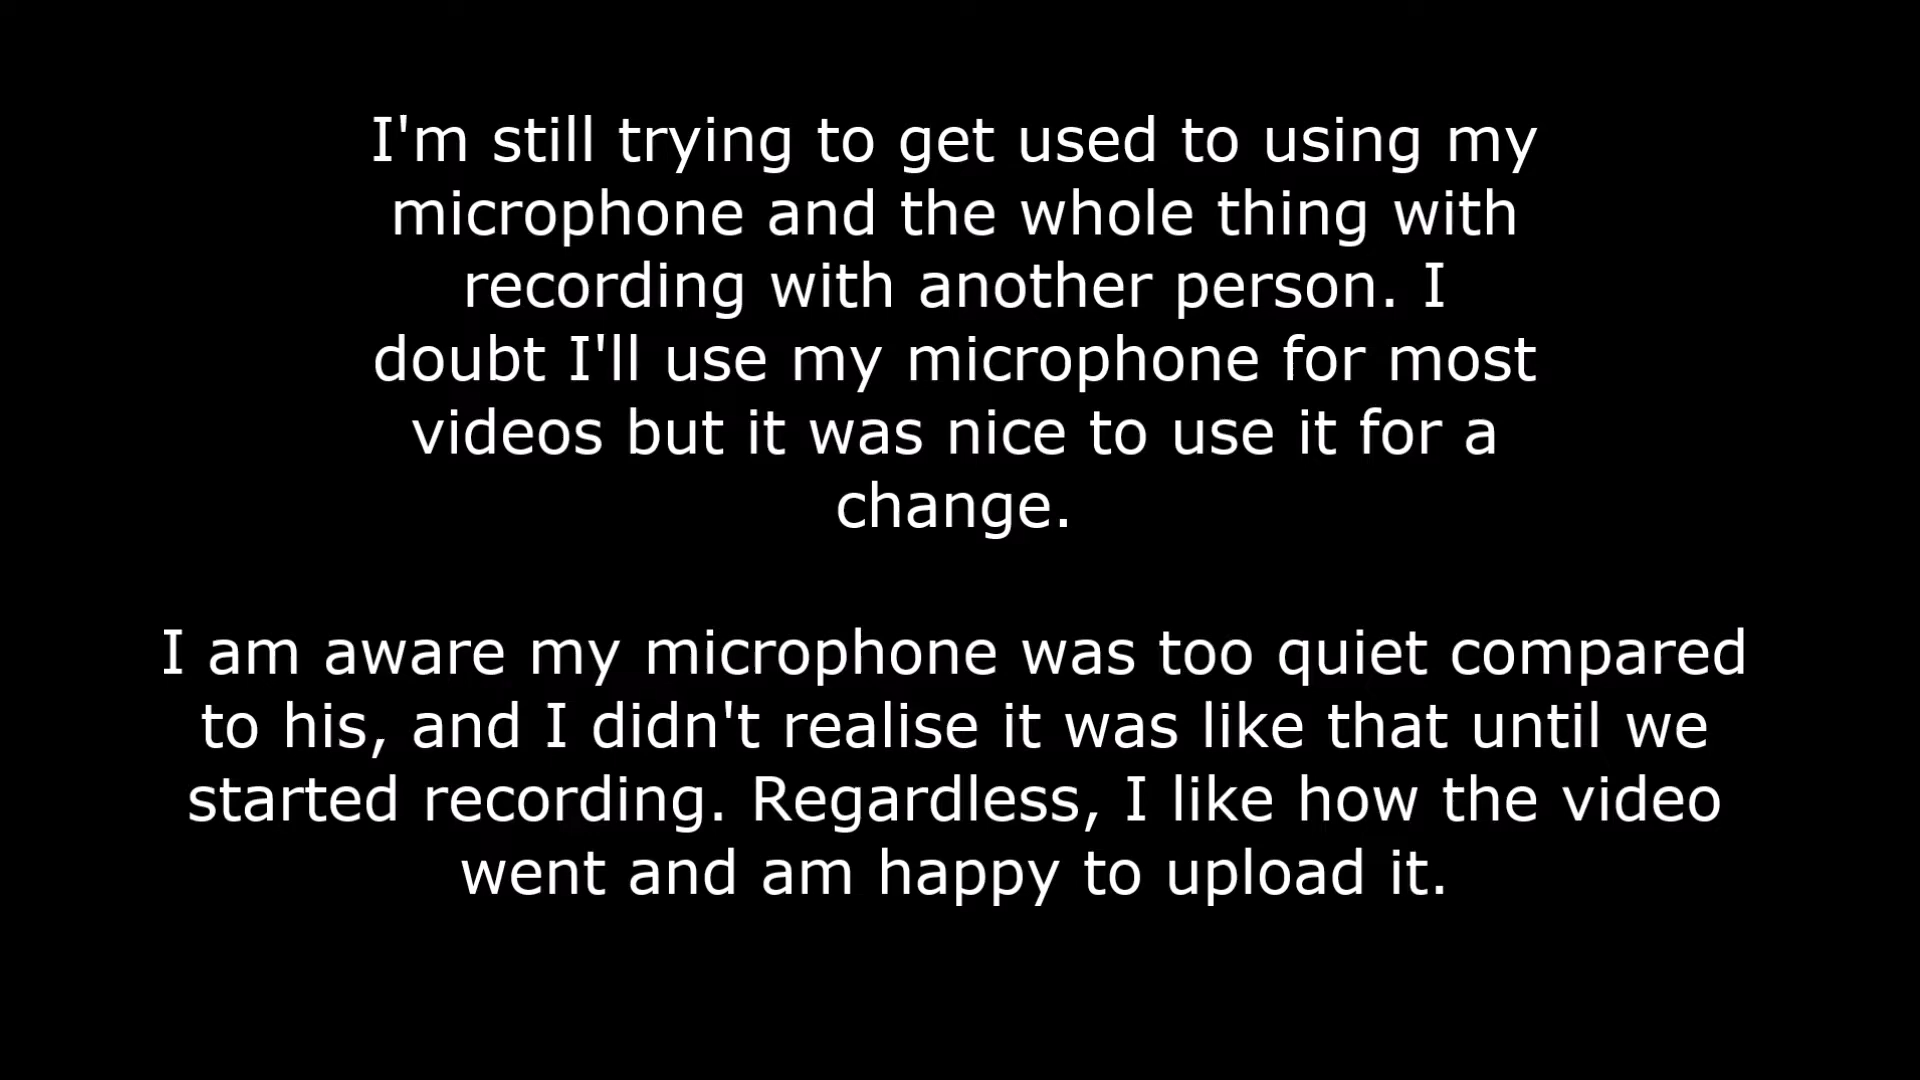 I'm still trying to get used to using my
microphone and the whole thing with
recording with another person. I
doubt I'll use my microphone for most
videos but it was nice to use it for a
change.
I am aware my microphone was too quiet compared
to his, and I didn't realise it was like that until we
started recording. Regardless, I like how the video
went and am happy to upload it.